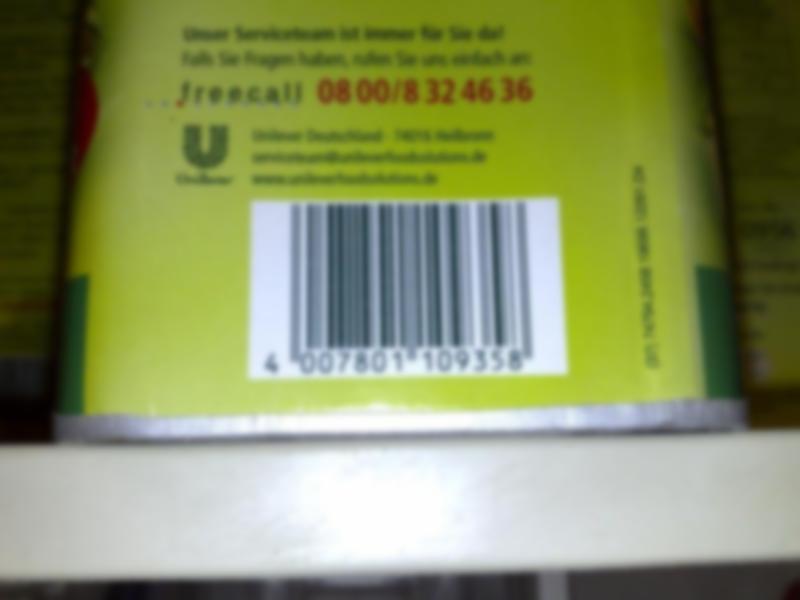 Unser Serviceteam ist immer für Sie da!
Falls Sie Fragen haben, rufen Sie uns einfach an:
freecall 08 00/8 32 46 36
Unilever Deutschland - 74016 Heilbronn
serviceteam@unileverfoodsolutions.de
Unilever www.unileverfoodsolutions.de
4 007801 109358